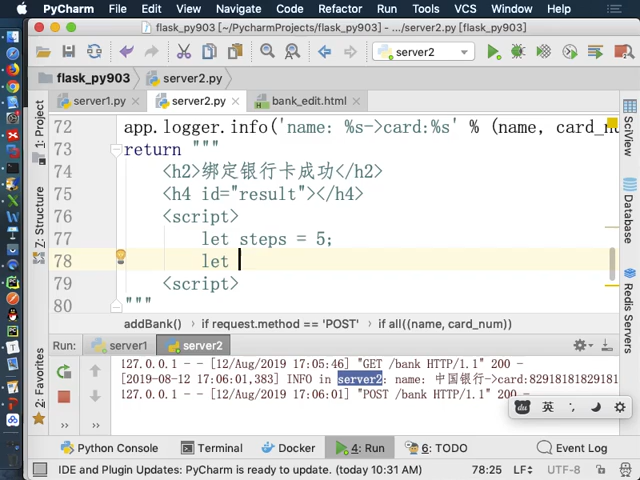 PyCharm File Edit View Navigate Code Refactor Run Tools VCS Window Help
flask_py903 [~/PycharmProjects/flask_py903] - .../server2.py [flask_py903]
server2
flask_py903 server2.py
server1.py server2.py bank_edit.html
1: Project
Z: Structure
2: Favorites
SciView
Database
Redis Servers
72 app.logger.info('name: %s->card:%s' % (name, card_nu
73 return """
74 <h2>绑定银行卡成功</h2>
75 <h4 id="result"></h4>
76 <script>
77 let steps = 5;
78 let
79 <script>
80 """
addBank() if request.method == 'POST' if all((name, card_num))
Run: server1 server2
127.0.0.1 - - [12/Aug/2019 17:05:46] "GET /bank HTTP/1.1" 200 -
[2019-08-12 17:06:01,383] INFO in server2: name: 中国银行->card:82918181829181
127.0.0.1 - - [12/Aug/2019 17:06:01] "POST /bank HTTP/1.1" 200 -
du 英
Python Console Terminal Docker 4: Run 6: TODO Event Log
IDE and Plugin Updates: PyCharm is ready to update. (today 10:31 AM) 78:25 LF UTF-8